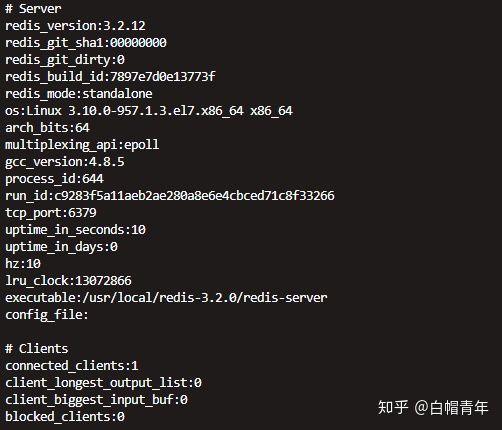 # Server
redis_version:3.2.12
redis_git_sha1:00000000
redis_git_dirty:0
redis_build_id:7897e7d0e13773f
redis_mode:standalone
os:Linux 3.10.0-957.1.3.el7.x86_64 x86_64
arch_bits:64
multiplexing_api:epoll
gcc_version:4.8.5
process_id:644
run_id:c9283f5a11aeb2ae280a8e6e4cbced71c8f33266
tcp_port:6379
uptime_in_seconds:10
uptime_in_days:0
hz:10
lru_clock:13072866
executable:/usr/local/redis-3.2.0/redis-server
config_file:

# Clients
connected_clients:1
client_longest_output_list:0
client_biggest_input_buf:0
blocked_clients:0
知乎 @白帽青年